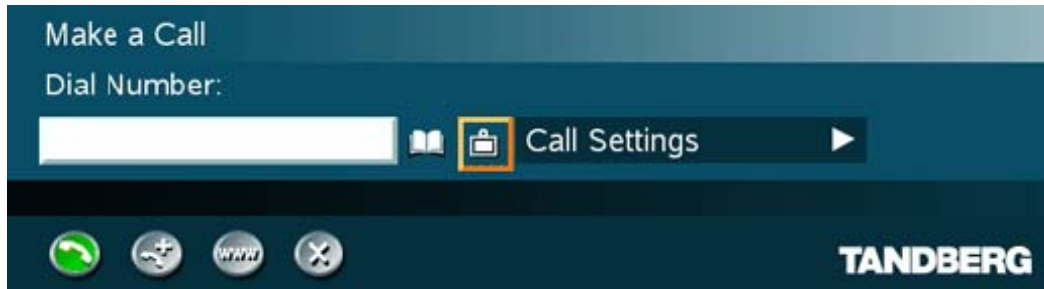 Make a Call
Dial Number:
Call Settings
www
TANDBERG